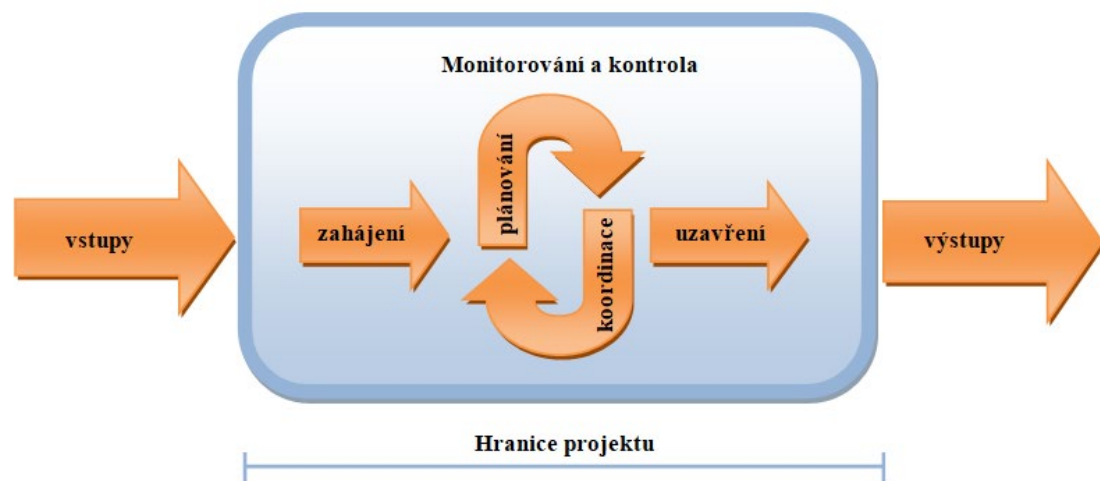 Monitorování a kontrola
vstupy
zahájení
plánování
koordinace
uzavření
výstupy
Hranice projektu